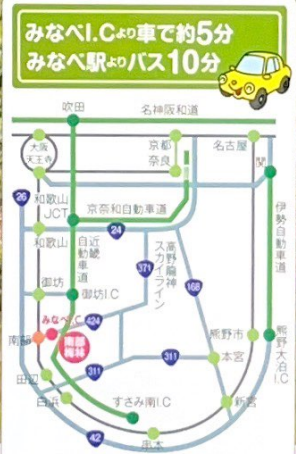 みなべI.Cより車で約5分
みなべ駅よりバス10分
吹田
名神阪和道
大阪
天王寺
京都
奈良
名古屋
関
和歌山
JCT
京奈和自動車道
伊勢自動車道
26
24
和歌山
近畿自動車道
高野龍神
スカイライン
371
168
御坊
御坊I.C
みなべI.C
424
南部
南部
梅林
熊野市
熊野
大泊
I.C
本宮
311
311
田辺
白浜
すさみ南I.C
新宮
42
串本